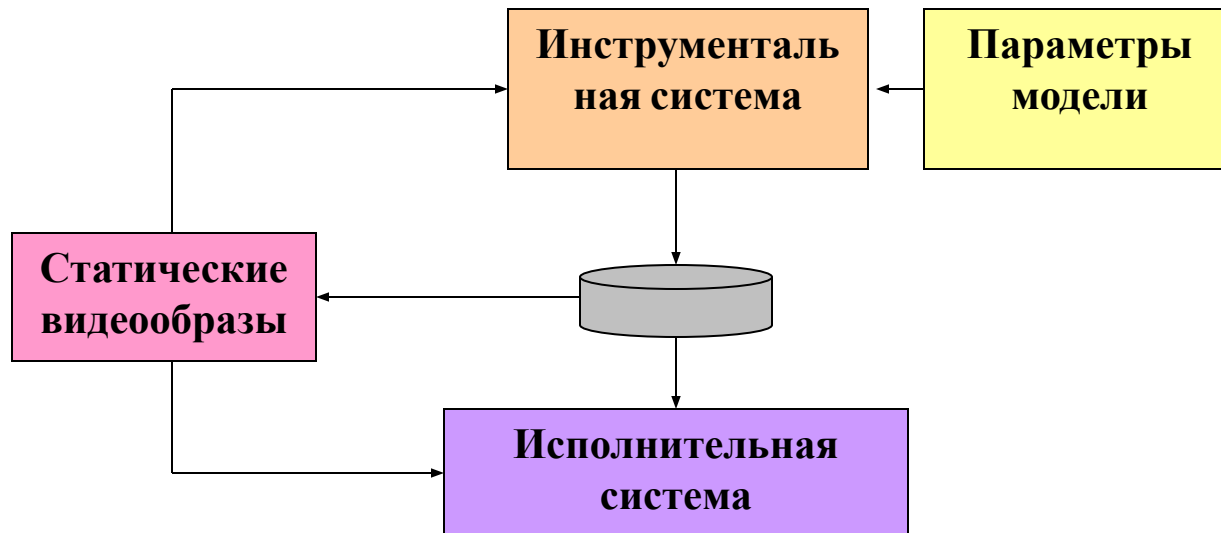 Инструменталь
ная система
Параметры
модели
Статические
видеообразы
Исполнительная
система